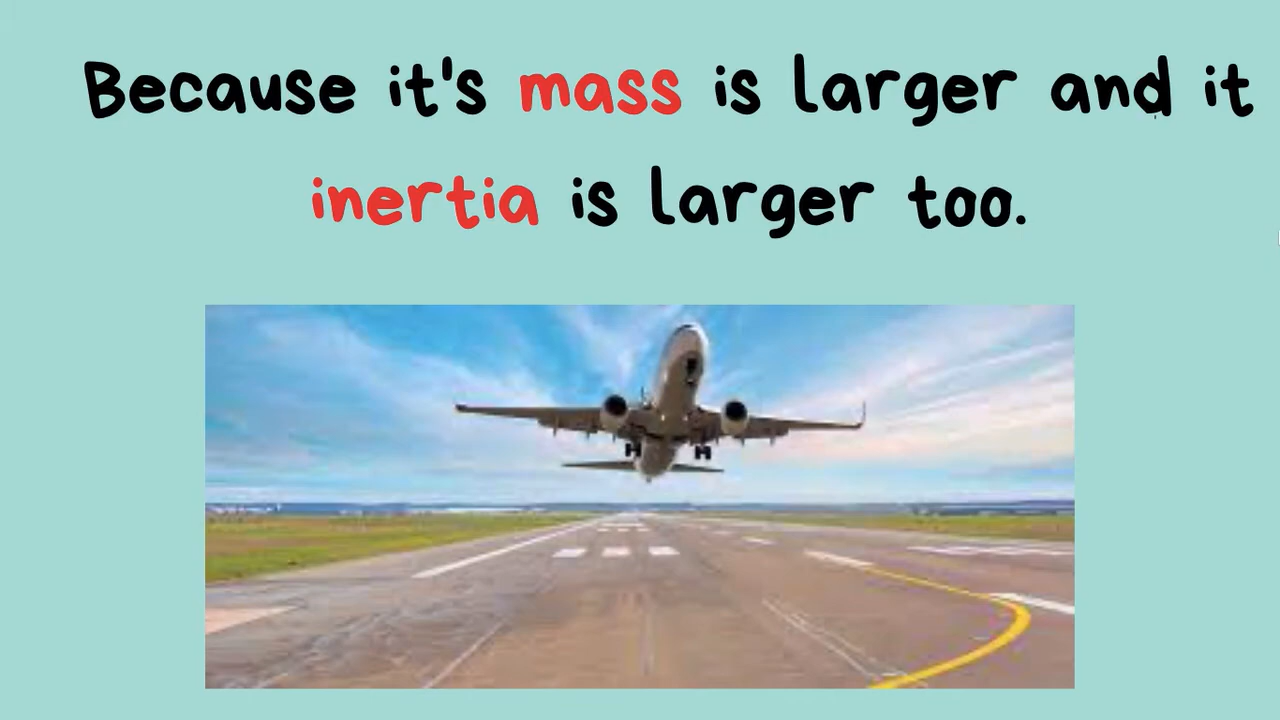 Because it's mass is larger and it
inertia is larger too.